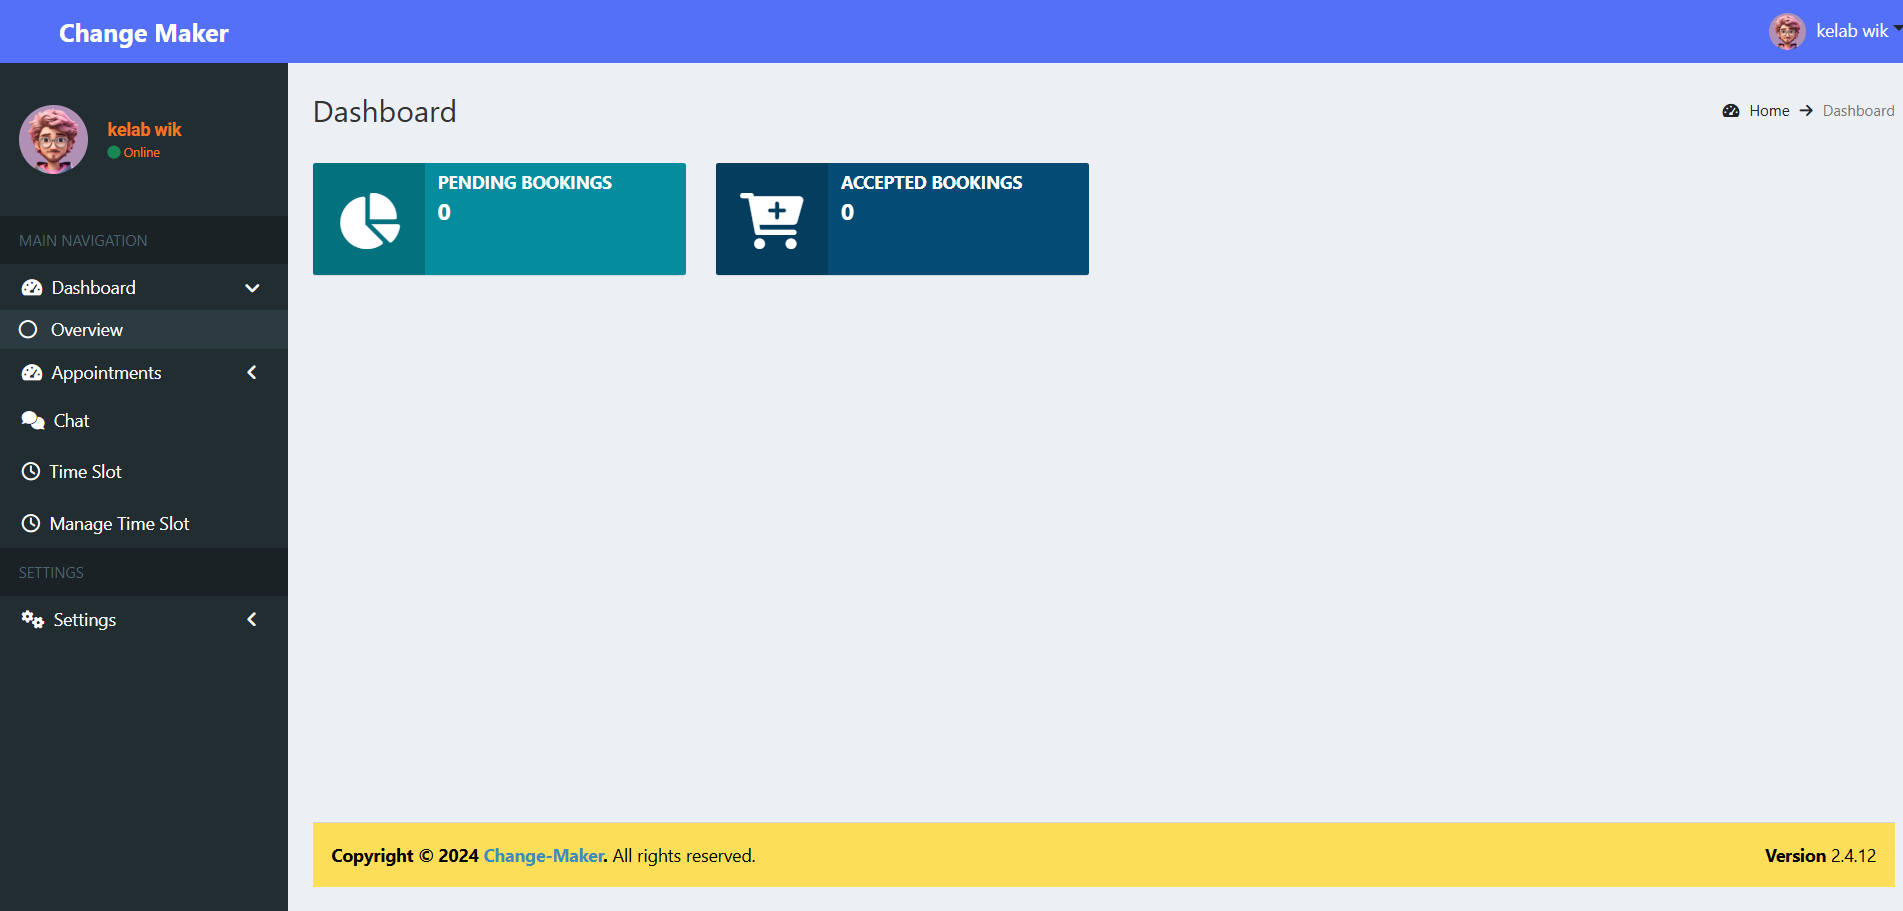 Change Maker
kelab wik
kelab wik
Online
MAIN NAVIGATION
Dashboard
Overview
Appointments
Chat
Time Slot
Manage Time Slot
SETTINGS
Settings
Dashboard
Home → Dashboard
PENDING BOOKINGS
0
ACCEPTED BOOKINGS
0
Copyright © 2024 Change-Maker. All rights reserved.
Version 2.4.12